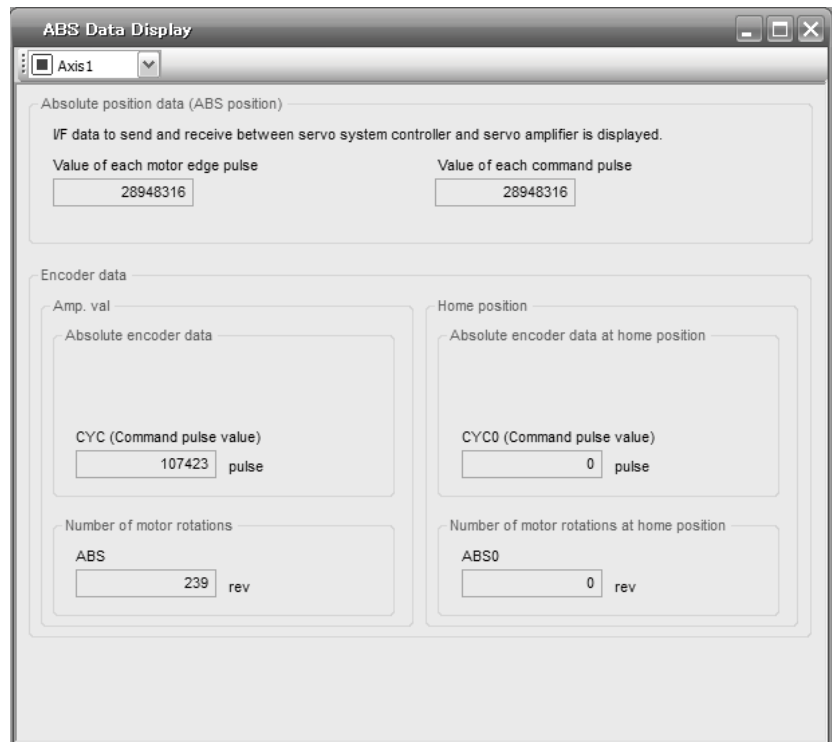 ABS Data Display
Axis1
Absolute position data (ABS position)
I/F data to send and receive between servo system controller and servo amplifier is displayed.
Value of each motor edge pulse
Value of each command pulse
28948316
28948316
Encoder data
Amp. val
Home position
Absolute encoder data
Absolute encoder data at home position
CYC (Command pulse value)
CYC0 (Command pulse value)
107423 pulse
0 pulse
Number of motor rotations
Number of motor rotations at home position
ABS
ABS0
239 rev
0 rev